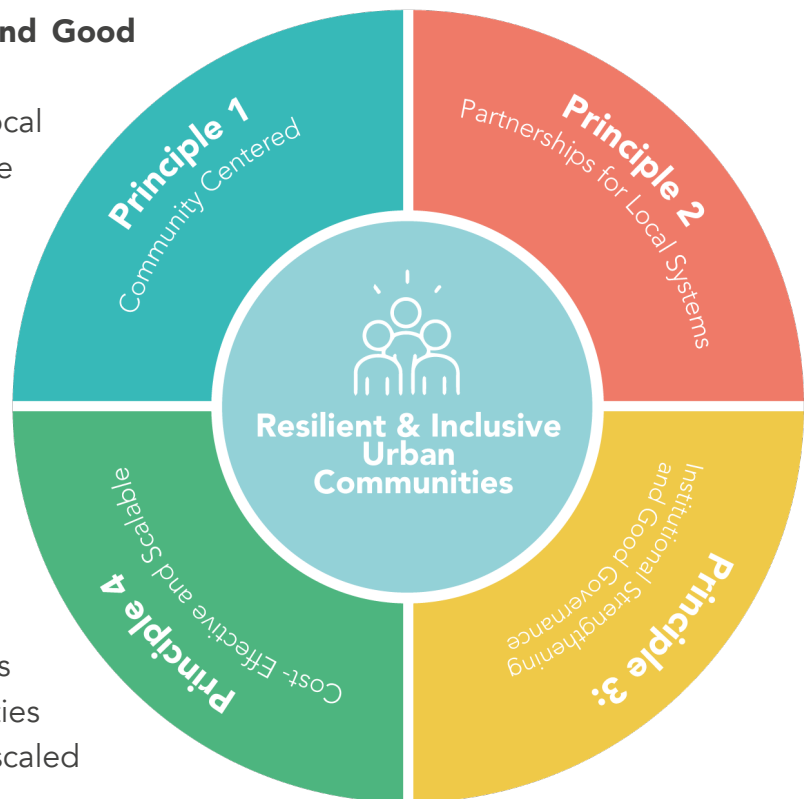 nd Good
ocal
e
s
ties
scaled
Principle 1
Community Centered
Principle 2
Partnerships for Local Systems
Principle 3:
Institutional Strengthening
and Good Governance
Principle 4
Cost- Effective and Scalable
Resilient & Inclusive
Urban
Communities